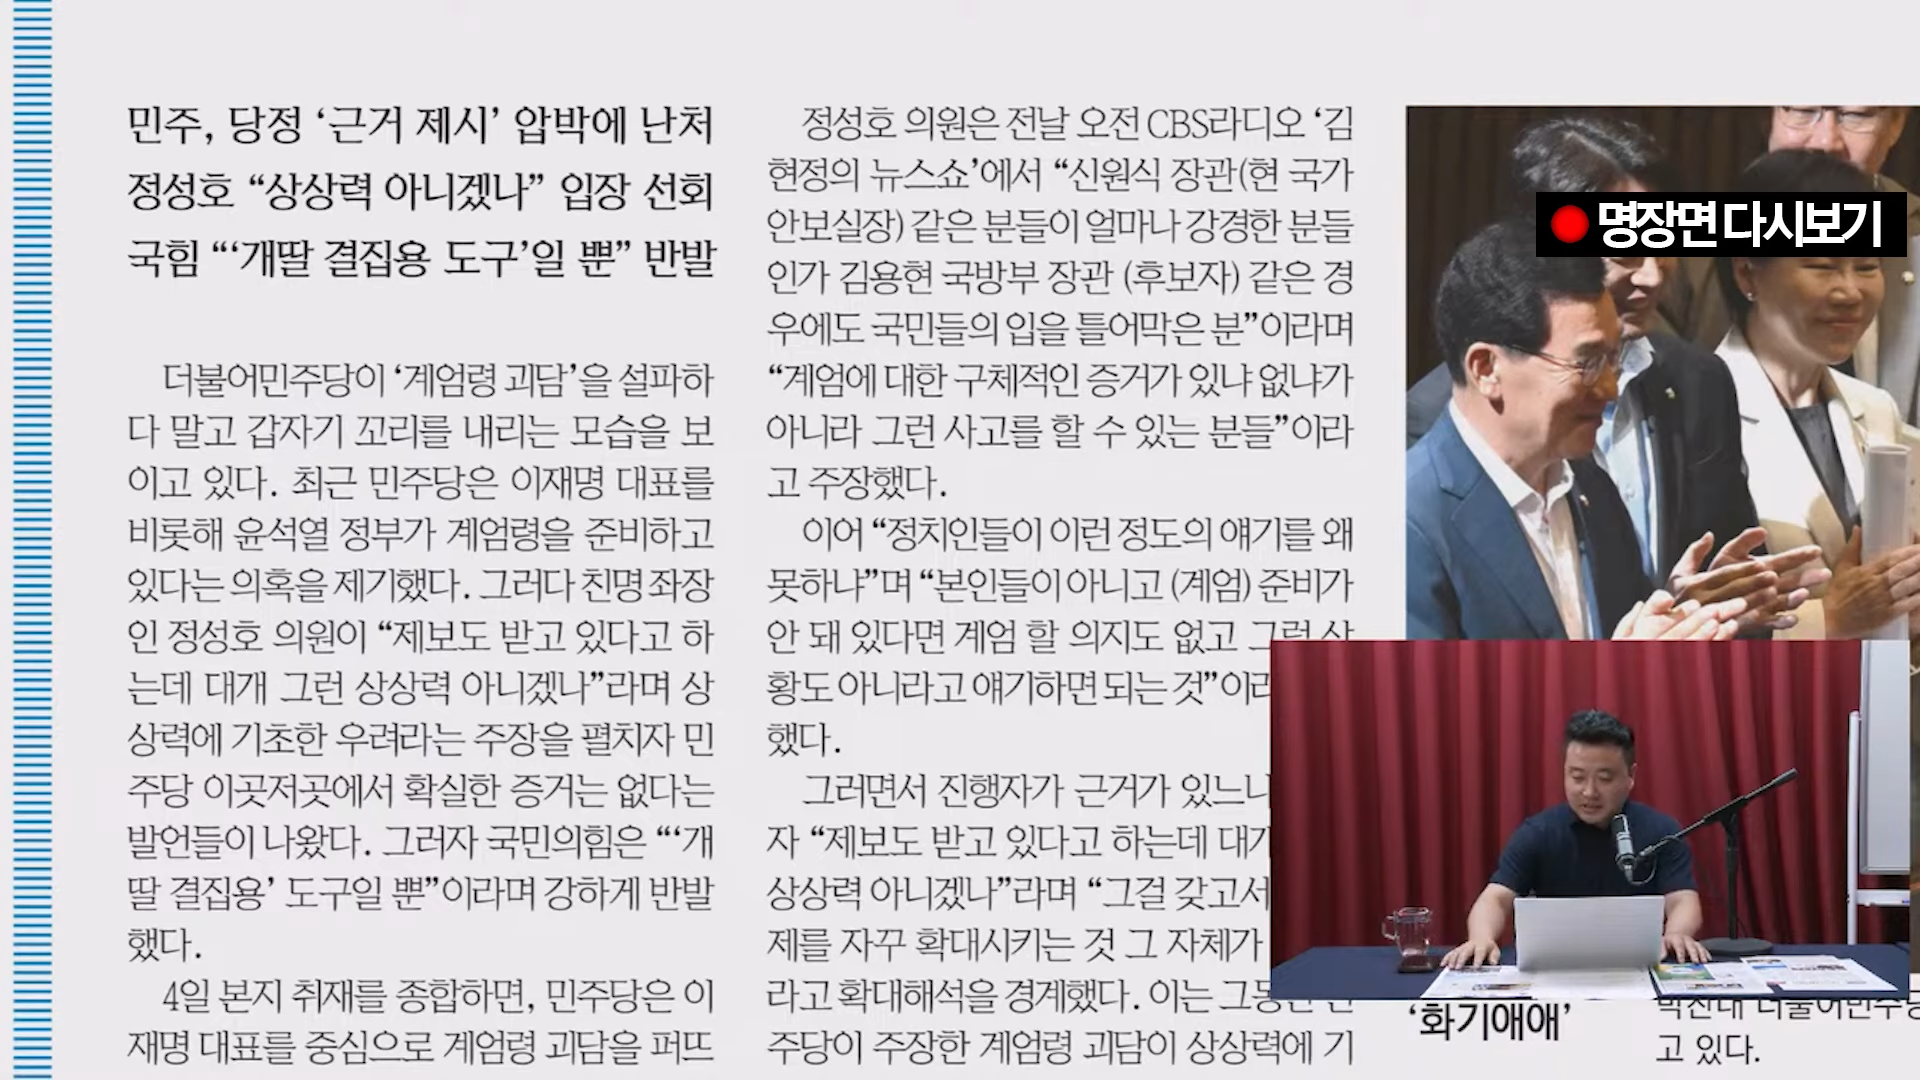 민주, 당정 ‘근거 제시’ 압박에 난처
정성호 “상상력 아니겠나” 입장 선회
국힘 “‘개딸 결집용 도구’일 뿐” 반발
더불어민주당이 ‘계엄령 괴담’을 설파하
다 말고 갑자기 꼬리를 내리는 모습을 보
이고 있다. 최근 민주당은 이재명 대표를
비롯해 윤석열 정부가 계엄령을 준비하고
있다는 의혹을 제기했다. 그러다 친명 좌장
인 정성호 의원이 “제보도 받고 있다고 하
는데 대개 그런 상상력 아니겠나”라며 상
상력에 기초한 우려라는 주장을 펼치자 민
주당 이곳저곳에서 확실한 증거는 없다는
발언들이 나왔다. 그러자 국민의힘은 “‘개
딸 결집용’ 도구일 뿐”이라며 강하게 반발
했다.
4일 본지 취재를 종합하면, 민주당은 이
재명 대표를 중심으로 계엄령 괴담을 퍼뜨
정성호 의원은 전날 오전 CBS라디오 ‘김
현정의 뉴스쇼’에서 “신원식 장관(현 국가
안보실장) 같은 분들이 얼마나 강경한 분들
인가 김용현 국방부 장관 (후보자) 같은 경
우에도 국민들의 입을 틀어막은 분”이라며
“계엄에 대한 구체적인 증거가 있냐 없냐가
아니라 그런 사고를 할 수 있는 분들”이라
고 주장했다.
이어 “정치인들이 이런 정도의 얘기를 왜
못하냐”며 “본인들이 아니고 (계엄) 준비가
안 돼 있다면 계엄 할 의지도 없고
황도 아니라고 얘기하면 되는 것”이라
했다.
그러면서 진행자가 근거가 있느냐
자 “제보도 받고 있다고 하는데 대개
상상력 아니겠나”라며 “그걸 갖고서
제를 자꾸 확대시키는 것 그 자체가
라고 확대해석을 경계했다. 이는
주당이 주장한 계엄령 괴담이 상상력에 기
명장면 다시보기
‘화기애애’
고 있다.